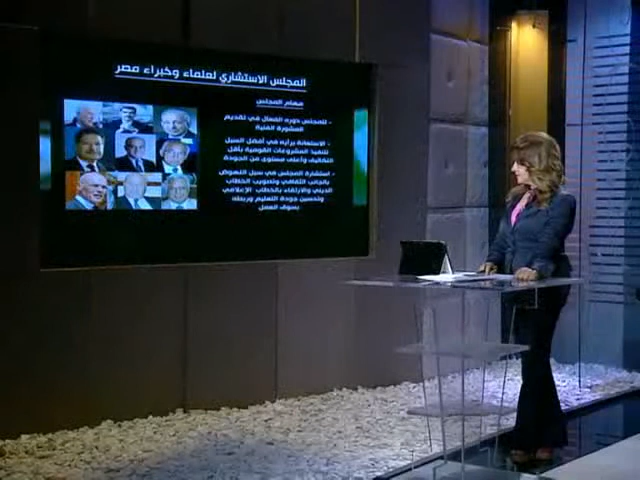 المجلس الاستشاري لعلماء وخبراء مصر
مهام المجلس
- للمجلس دوره الفعال في تقديم
المشورة الفنية
- الاستعانة برأيه في أفضل السبل
لتنفيذ المشروعات القومية بأقل
التكاليف وأعلى مستوى من الجودة
- استشارة المجلس في سبل النهوض
بالجانب الثقافي وتصويب الخطاب
الديني والارتقاء بالخطاب الإعلامي
وتحسين جودة التعليم وربطه
بسوق العمل